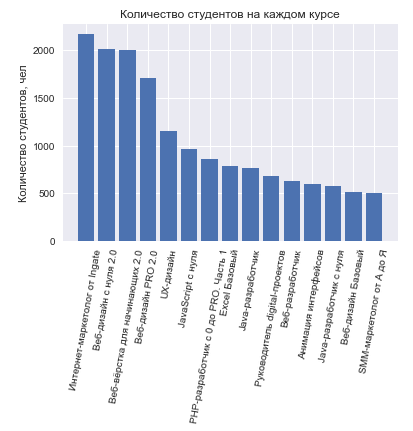 Количество студентов на каждом курсе
Количество студентов, чел
2000
1500
1000
500
0
Интернет-маркетолог от Ingate
Веб-дизайн с нуля 2.0
Веб-вёрстка для начинающих 2.0
Веб-дизайн PRO 2.0
UX-дизайн
JavaScript с нуля
PHP-разработчик с 0 до PRO. Часть 1
Excel Базовый
Java-разработчик
Руководитель digital-проектов
Веб-разработчик
Анимация интерфейсов
Java-разработчик с нуля
Веб-дизайн Базовый
SMM-маркетолог от А до Я